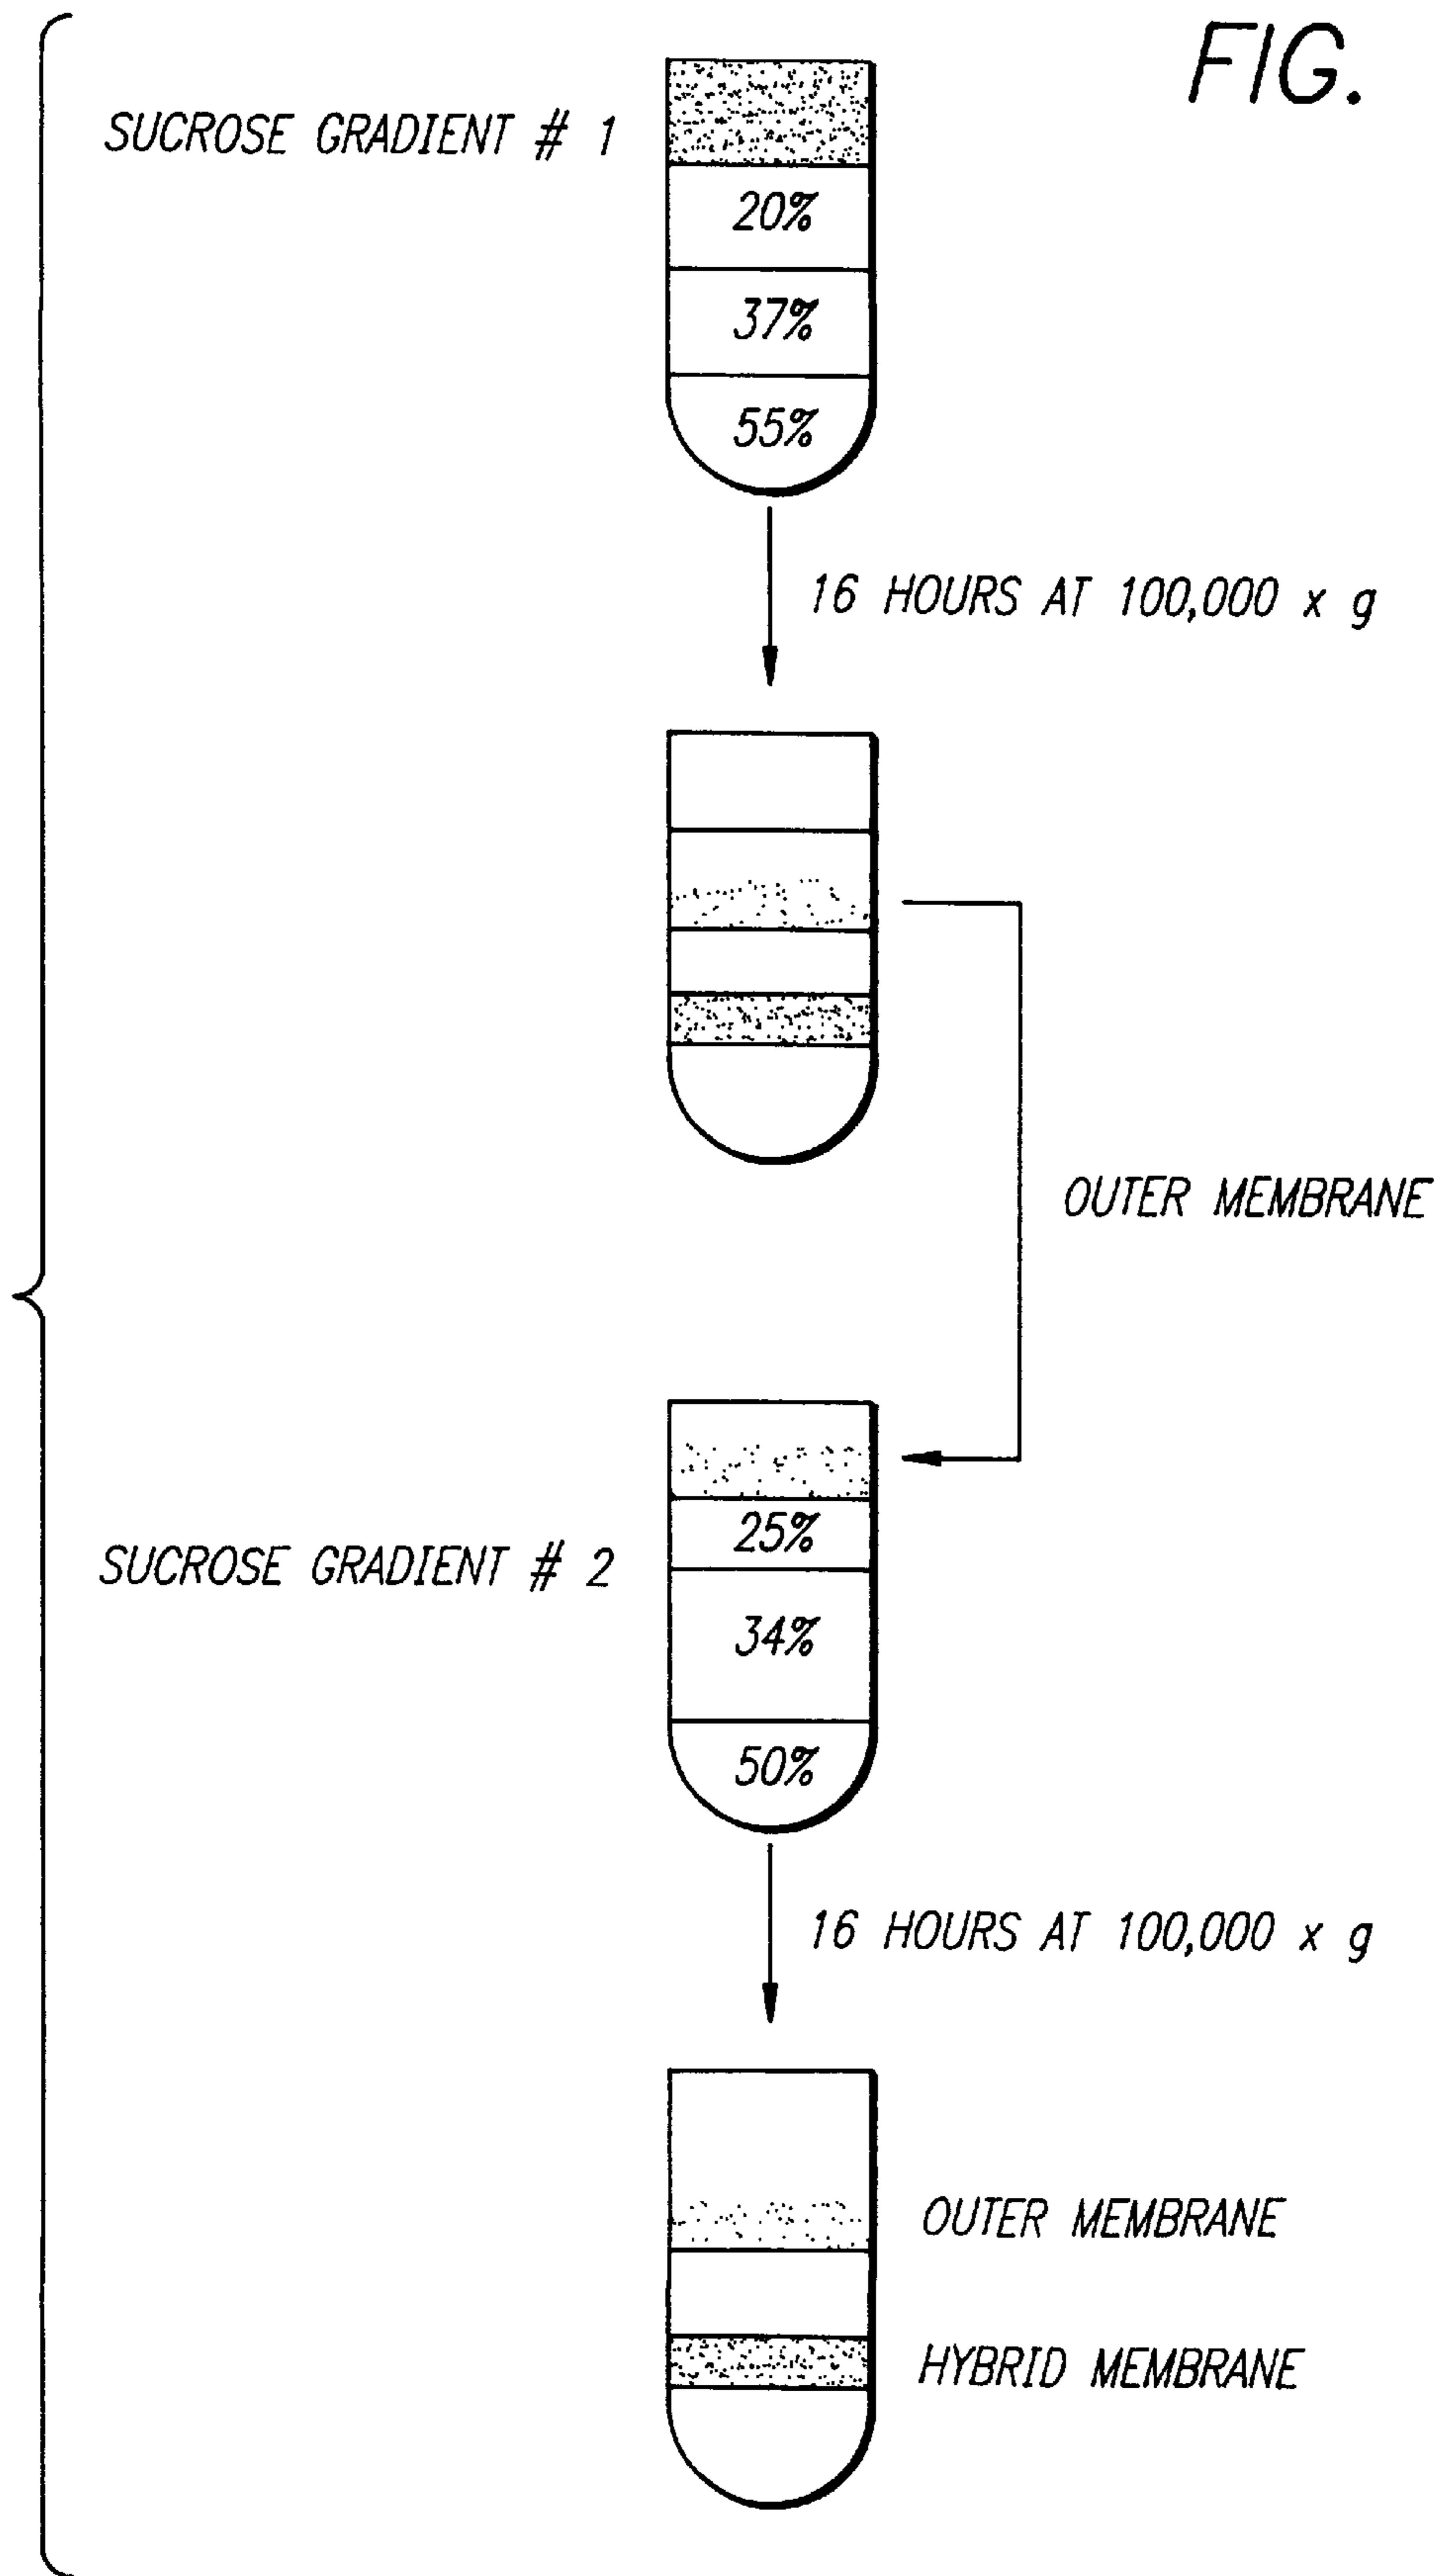 FIG.
SUCROSE GRADIENT # 1
20%
37%
55%
16 HOURS AT 100,000 x g
OUTER MEMBRANE
SUCROSE GRADIENT # 2
25%
34%
50%
16 HOURS AT 100,000 x g
OUTER MEMBRANE
HYBRID MEMBRANE